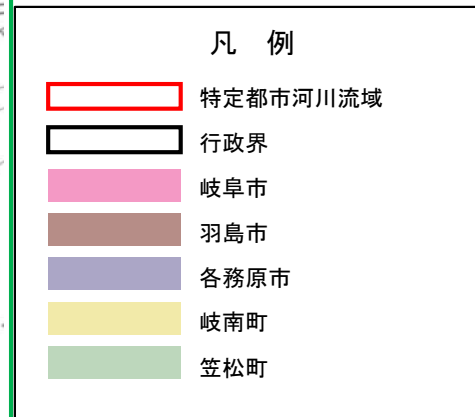 凡 例
特定都市河川流域
行政界
岐阜市
羽島市
各務原市
岐南町
笠松町